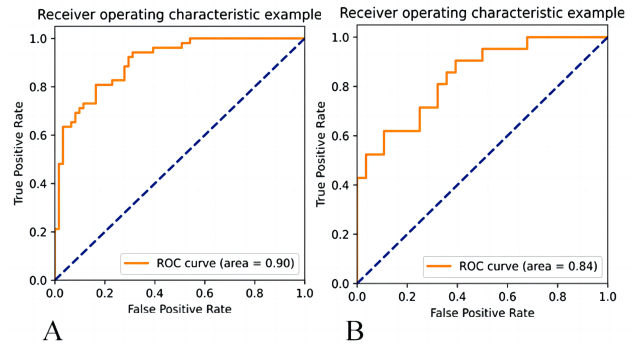 Receiver operating characteristic example
1.0
0.8
0.6
0.4
0.2
0.0
True Positive Rate
ROC curve (area = 0.90)
0.0 0.2 0.4 0.6 0.8 1.0
False Positive Rate
A
Receiver operating characteristic example
1.0
0.8
0.6
0.4
0.2
0.0
True Positive Rate
ROC curve (area = 0.84)
0.0 0.2 0.4 0.6 0.8 1.0
False Positive Rate
B